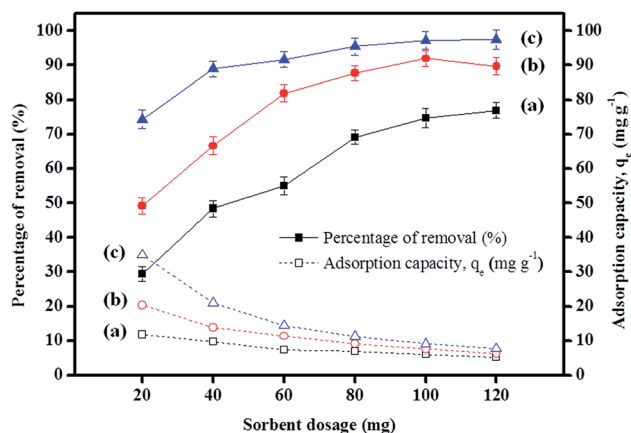 100
90
80
70
60
50
40
30
20
10
0
Percentage of removal (%)
100
90
80
70
60
50
40
30
20
10
0
Adsorption capacity, qe (mg g-1)
(c)
(b)
(a)
Percentage of removal (%)
Adsorption capacity, qe (mg g-1)
(c)
(b)
(a)
20 40 60 80 100 120
Sorbent dosage (mg)